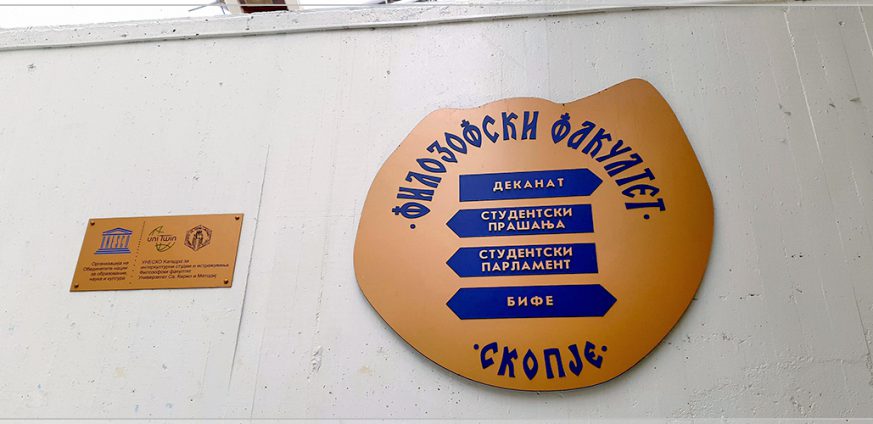 ·ФИЛОЗОФСКИ ФАКУЛТЕТ·
ДЕКАНАТ
СТУДЕНТСКИ
ПРАШАЊА
СТУДЕНТСКИ
ПАРЛАМЕНТ
БИФЕ
·СКОПЈЕ·
uni Twin
Организација на
Обединетите нации
за образование,
наука и култура
УНЕСКО Катедра за
интеркултурни студии и истражувања
Филозофски факултет
Универзитет Св. Кирил и Методиј